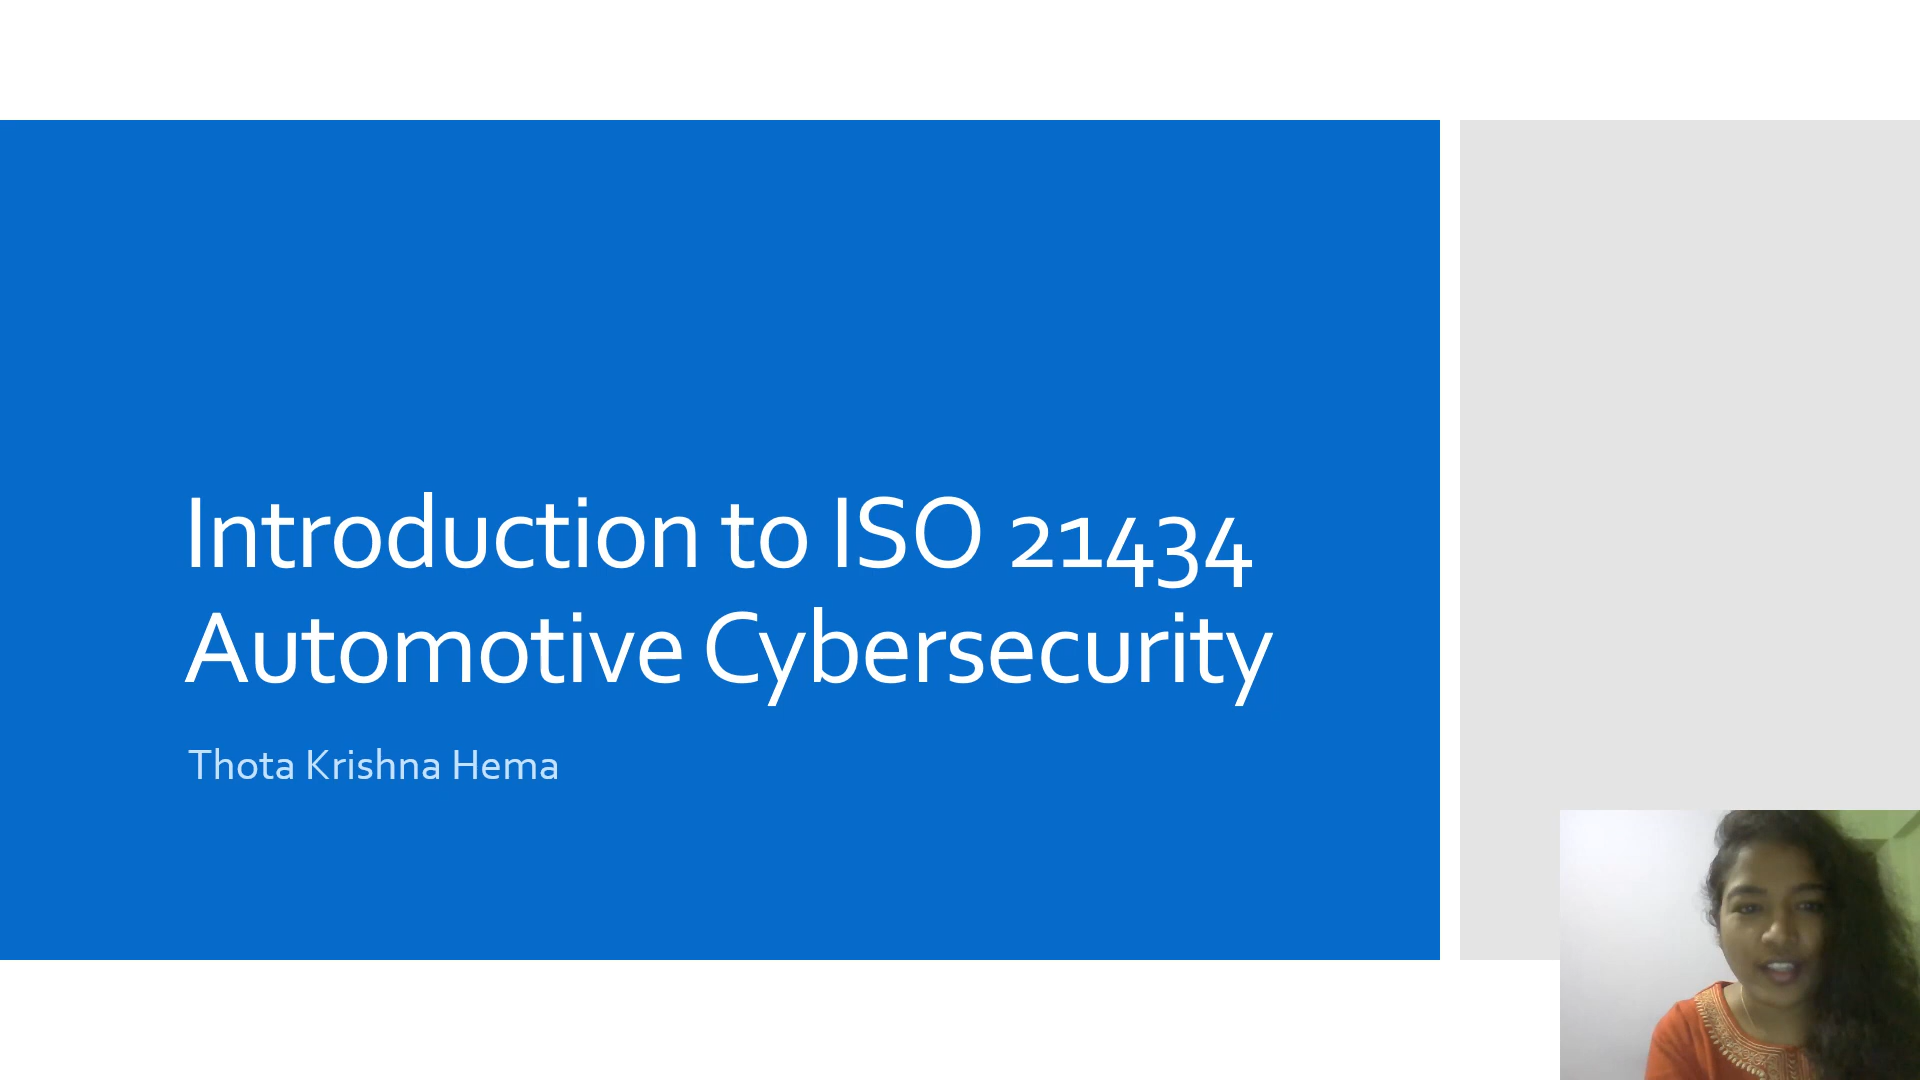 Introduction to ISO 21434
Automotive Cybersecurity
Thota Krishna Hema